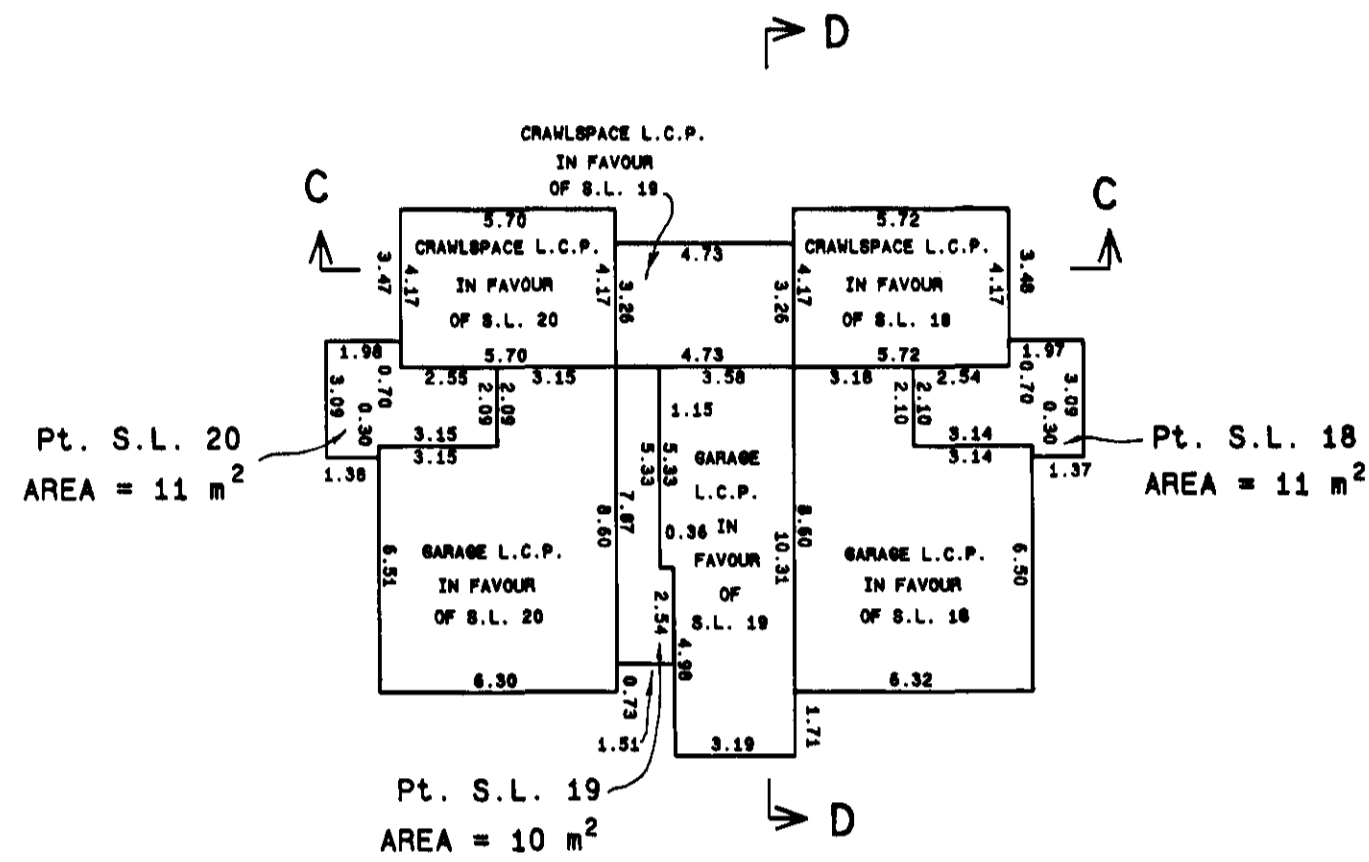 D
CRAWLSPACE L.C.P.
IN FAVOUR
OF S.L. 19
C
C
5.70
CRAWLSPACE L.C.P.
IN FAVOUR
OF S.L. 20
3.47
4.17
4.17
5.70
4.73
3.26
3.26
4.73
5.72
CRAWLSPACE L.C.P.
IN FAVOUR
OF S.L. 18
4.17
4.17
3.48
5.72
1.98
0.70
3.09
0.30
1.38
2.55
3.15
2.09
2.09
3.15
3.15
Pt. S.L. 20
AREA = 11 m²
3.58
1.15
5.33
5.33
0.36
7.87
8.60
2.54
4.98
GARAGE
L.C.P.
IN
FAVOUR
OF
S.L. 19
8.60
10.31
3.18
2.54
2.10
2.10
3.14
3.14
1.97
0.70
3.09
0.30
1.37
Pt. S.L. 18
AREA = 11 m²
6.51
GARAGE L.C.P.
IN FAVOUR
OF S.L. 20
6.30
GARAGE L.C.P.
IN FAVOUR
OF S.L. 18
6.50
6.32
0.73
1.51
3.19
1.71
Pt. S.L. 19
AREA = 10 m²
D